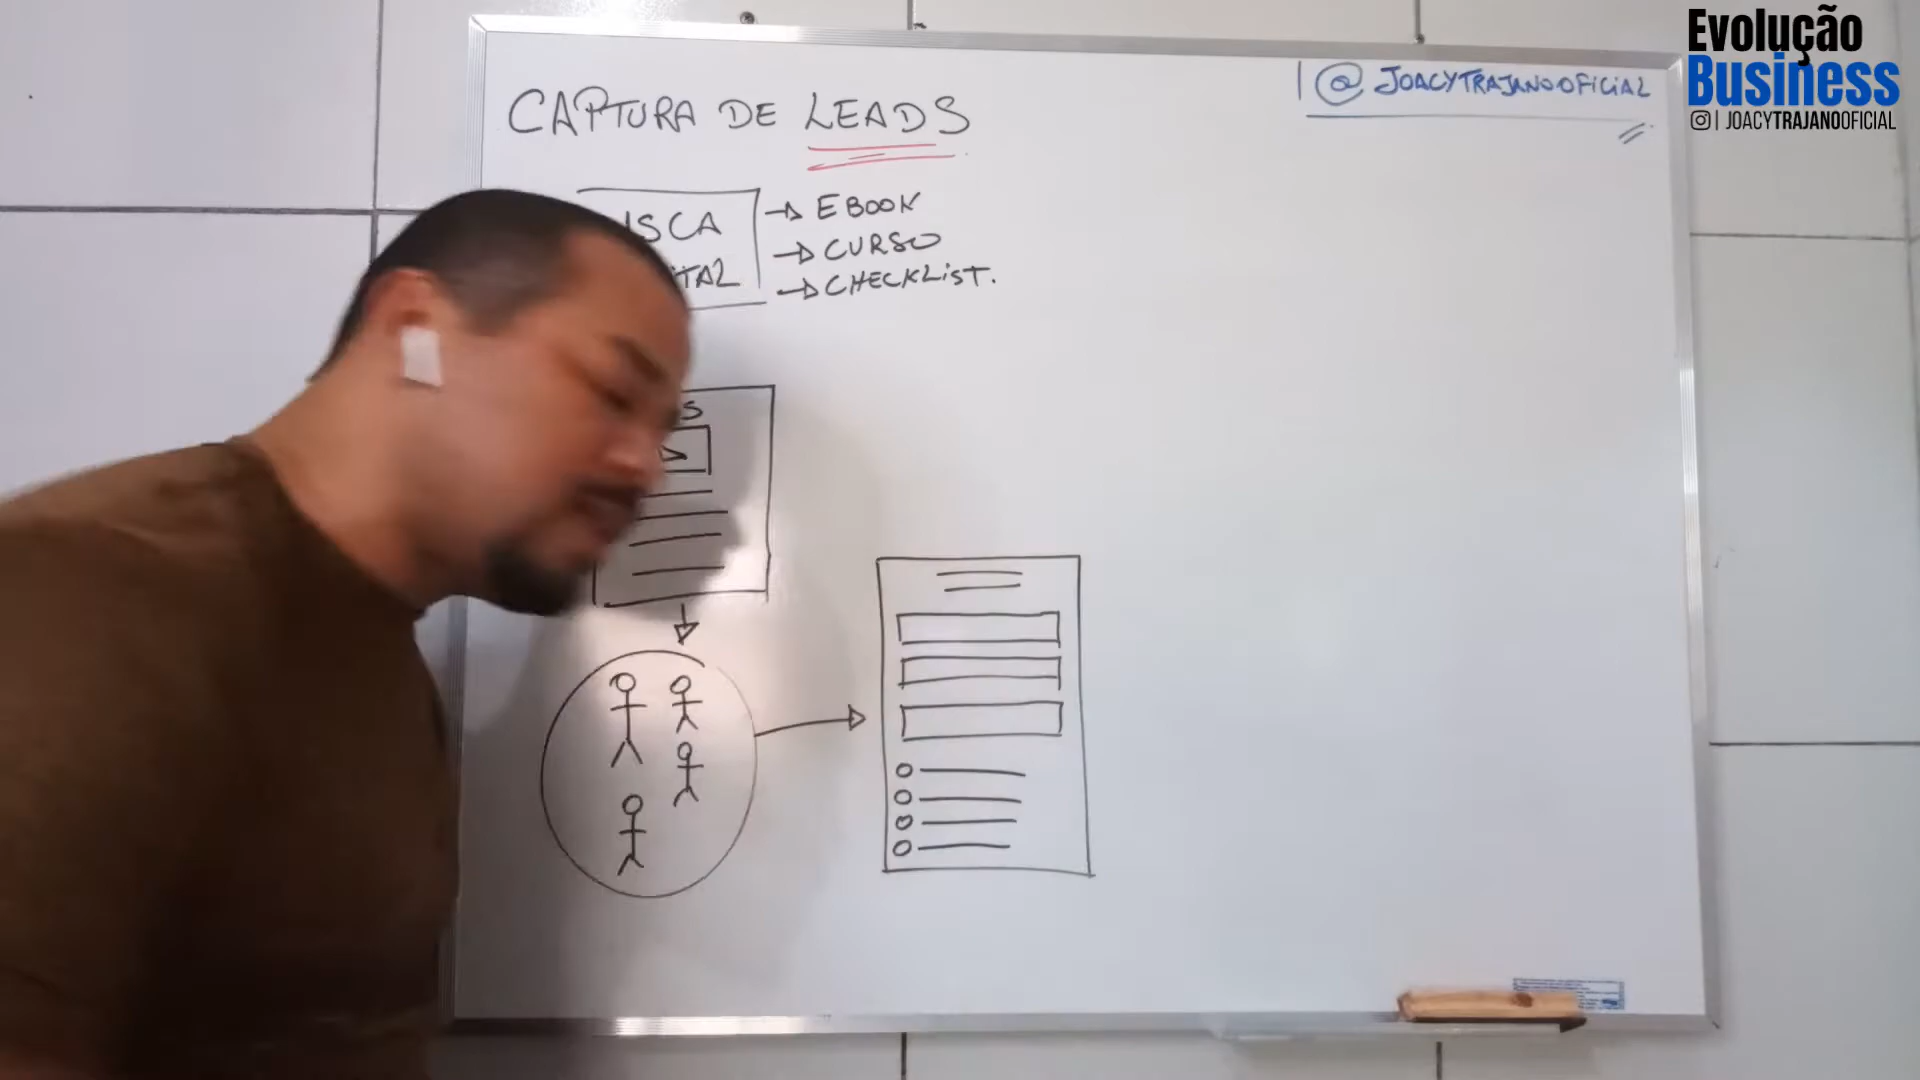 CAPTURA DE LEADS
@JOACYTRAJANOOFICIAL
Evolução
Business
| JOACYTRAJANOOFICIAL
→ EBOOK
→ CURSO
→ CHECKLIST.